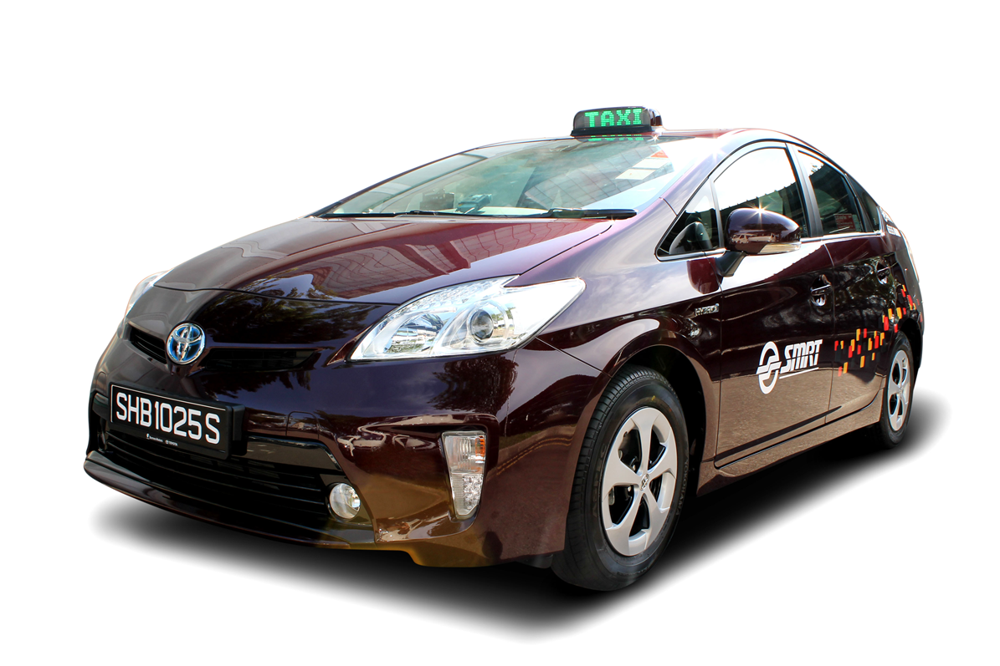 TAXI
HYBRID
SMRT
SHB1025S